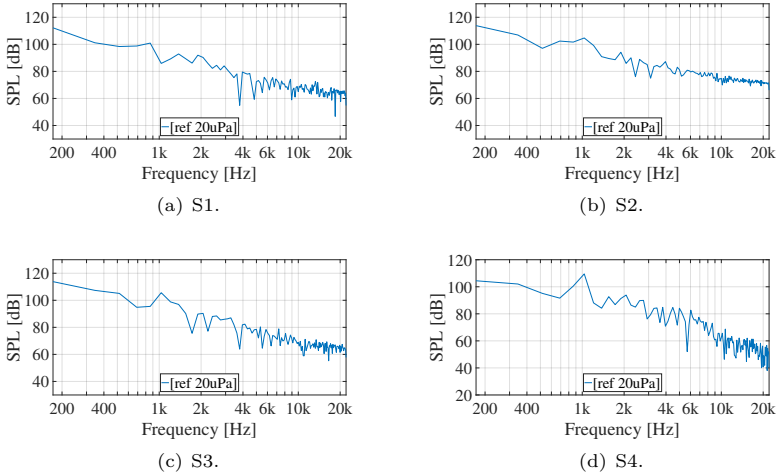 120
100
80
60
40
SPL [dB]
[ref 20uPa]
200 400 1k 2k 4k 6k 10k 20k
Frequency [Hz]
(a) S1.
120
100
80
60
40
SPL [dB]
[ref 20uPa]
200 400 1k 2k 4k 6k 10k 20k
Frequency [Hz]
(b) S2.
120
100
80
60
40
SPL [dB]
[ref 20uPa]
200 400 1k 2k 4k 6k 10k 20k
Frequency [Hz]
(c) S3.
120
100
80
60
40
20
SPL [dB]
[ref 20uPa]
200 400 1k 2k 4k 6k 10k 20k
Frequency [Hz]
(d) S4.